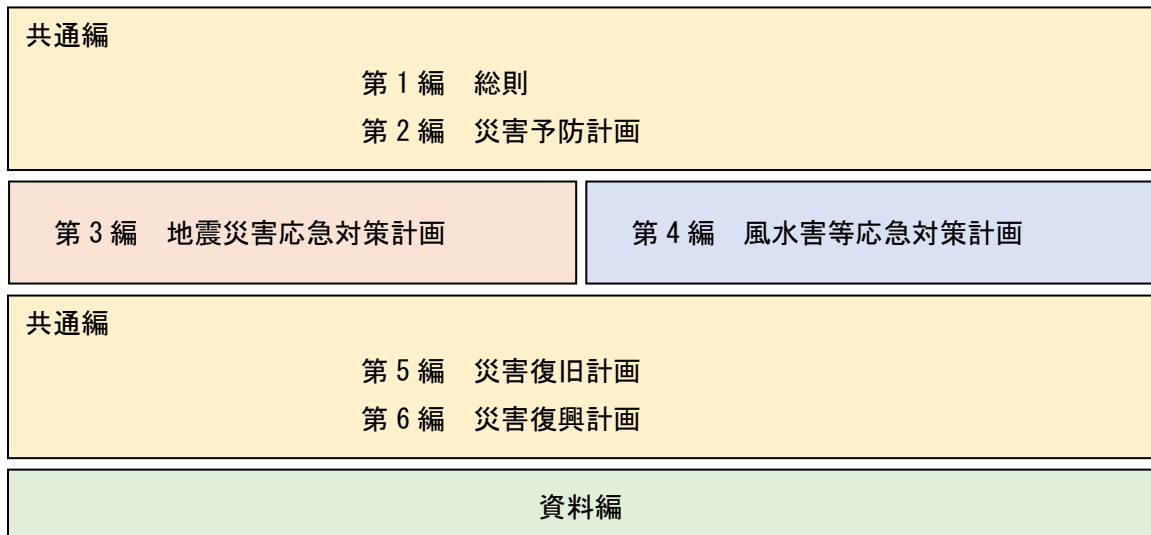 共通編
第1編 総則
第2編 災害予防計画
第3編 地震災害応急対策計画
第4編 風水害等応急対策計画
共通編
第5編 災害復旧計画
第6編 災害復興計画
資料編